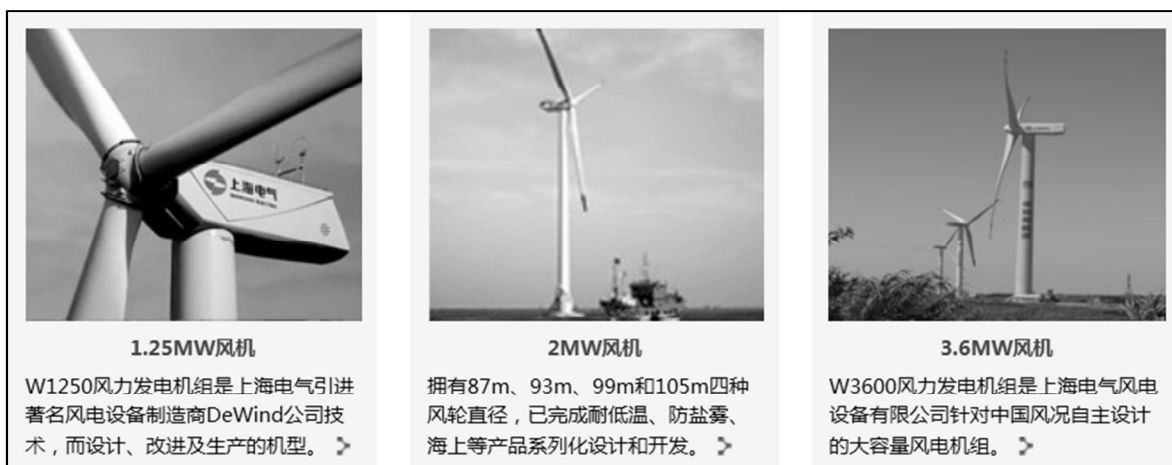 上海电气
SHANGHAI ELECTRIC
1.25MW风机
W1250风力发电机组是上海电气引进
著名风电设备制造商DeWind公司技
术，而设计、改进及生产的机型。
2MW风机
拥有87m、93m、99m和105m四种
风轮直径，已完成耐低温、防盐雾、
海上等产品系列化设计和开发。
3.6MW风机
W3600风力发电机组是上海电气风电
设备有限公司针对中国风况自主设计
的大容量风电机组。